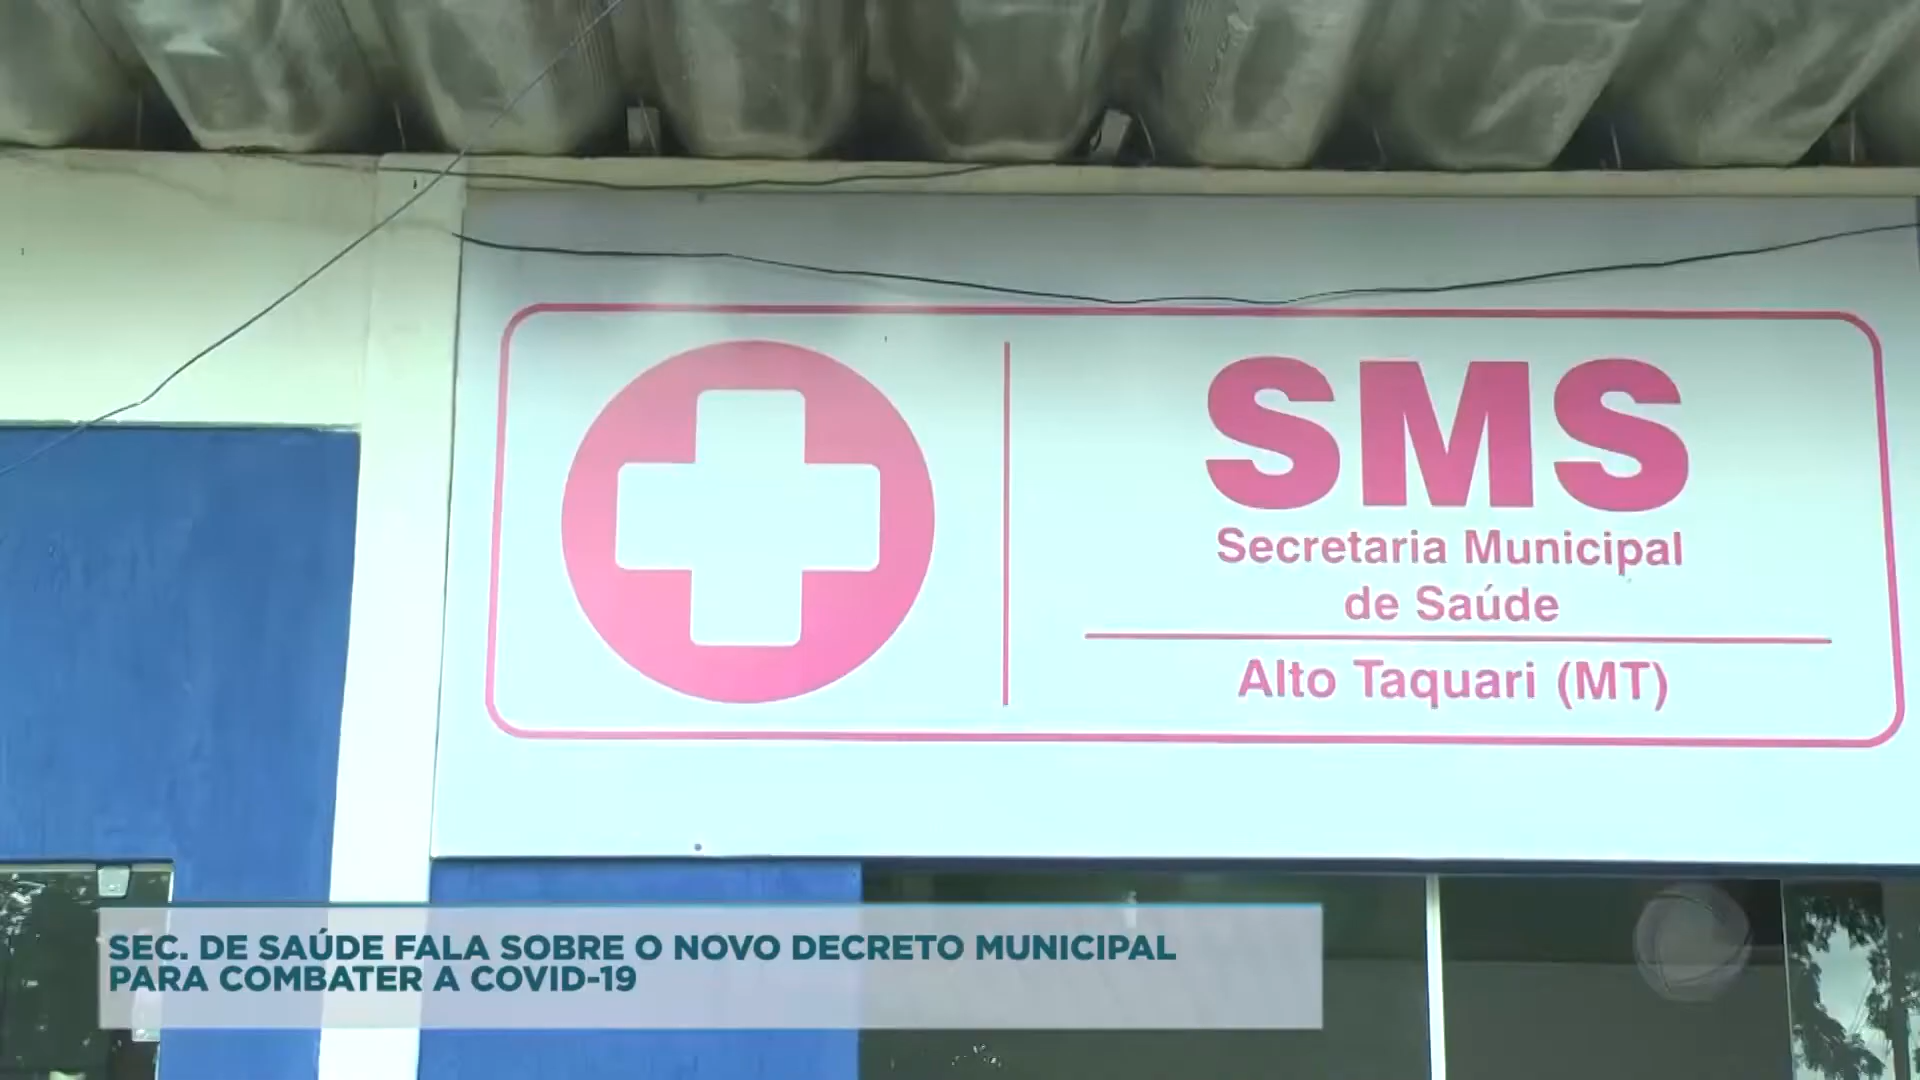 SMS
Secretaria Municipal
de Saúde
Alto Taquari (MT)
SEC. DE SAÚDE FALA SOBRE O NOVO DECRETO MUNICIPAL
PARA COMBATER A COVID-19